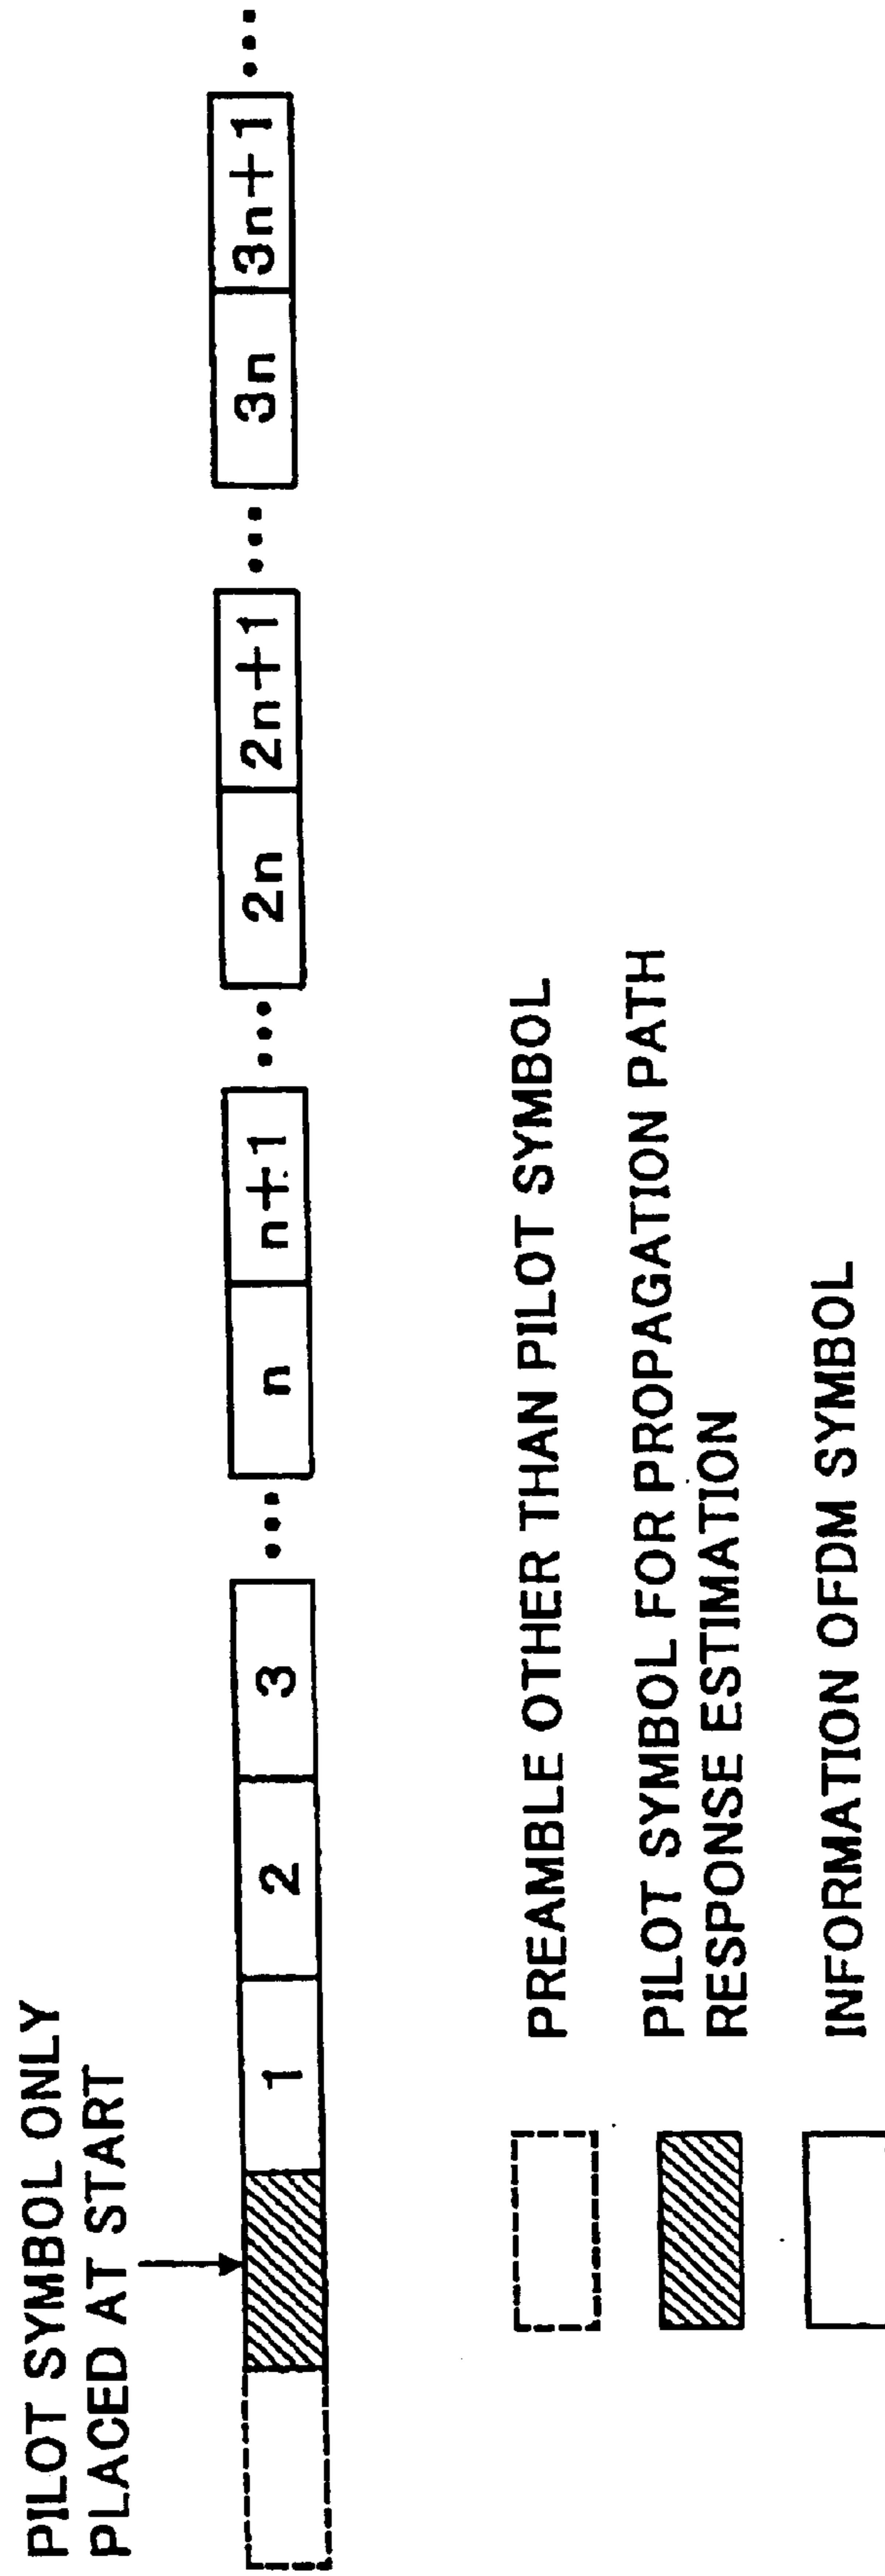 PILOT SYMBOL ONLY
PLACED AT START
1 2 3 ... n n+1 ... 2n 2n+1 ... 3n 3n+1 ...
PREAMBLE OTHER THAN PILOT SYMBOL
PILOT SYMBOL FOR PROPAGATION PATH
RESPONSE ESTIMATION
INFORMATION OFDM SYMBOL